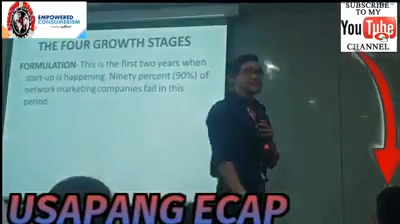 EMPOWERED
CONSUMERISM
SUBSCRIBE
TO MY
YouTube
CHANNEL
THE FOUR GROWTH STAGES
FORMULATION- This is the first two years when
start-up is happening. Ninety percent (90%) of
network marketing companies fail in this
period.
USAPANG ECAP